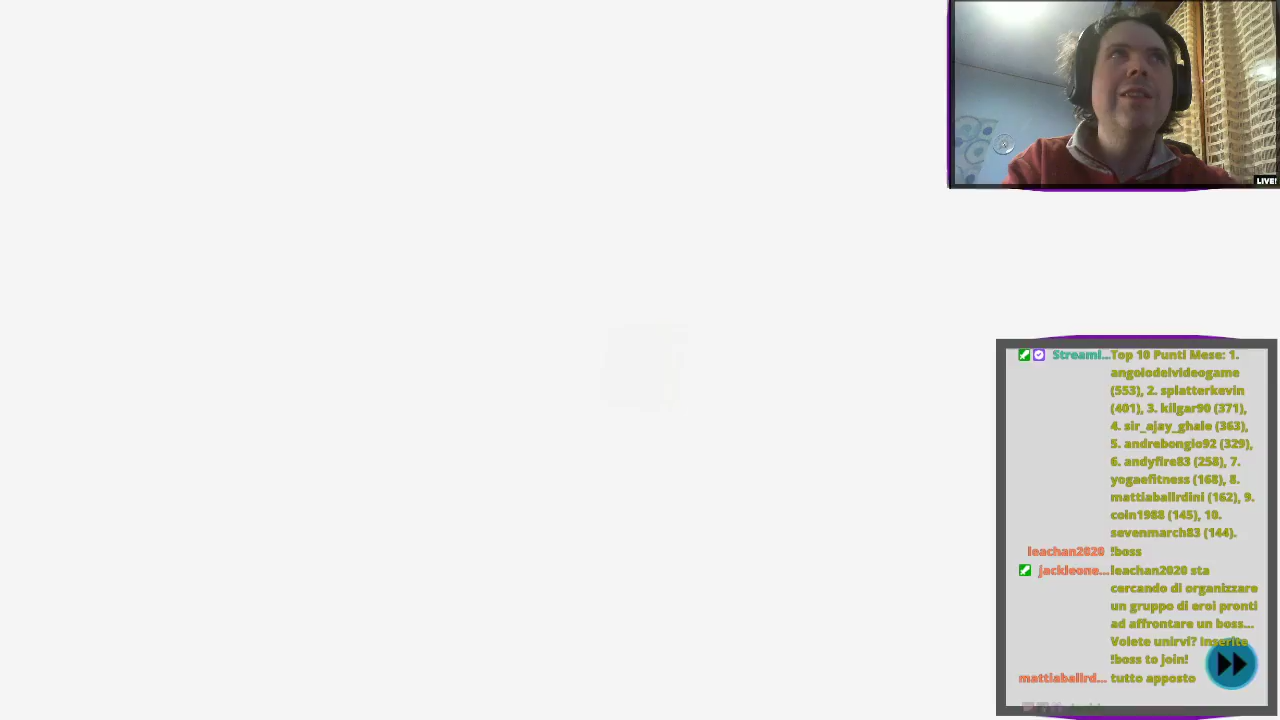 LIVE!
Streami... Top 10 Punti Mese: 1.
angolodelvideogame
(553), 2. splatterkevin
(401), 3. kilgar90 (371),
4. sir_ajay_ghale (363),
5. andrebongio92 (329),
6. andyfire83 (258), 7.
yogaefitness (168), 8.
mattiaballrdini (162), 9.
coin1988 (145), 10.
sevenmarch83 (144).
leachan2020 !boss
jackleone... leachan2020 sta
cercando di organizzare
un gruppo di eroi pronti
ad affrontare un boss...
Volete unirvi? Inserite
!boss to join!
mattiaballrd... tutto apposto